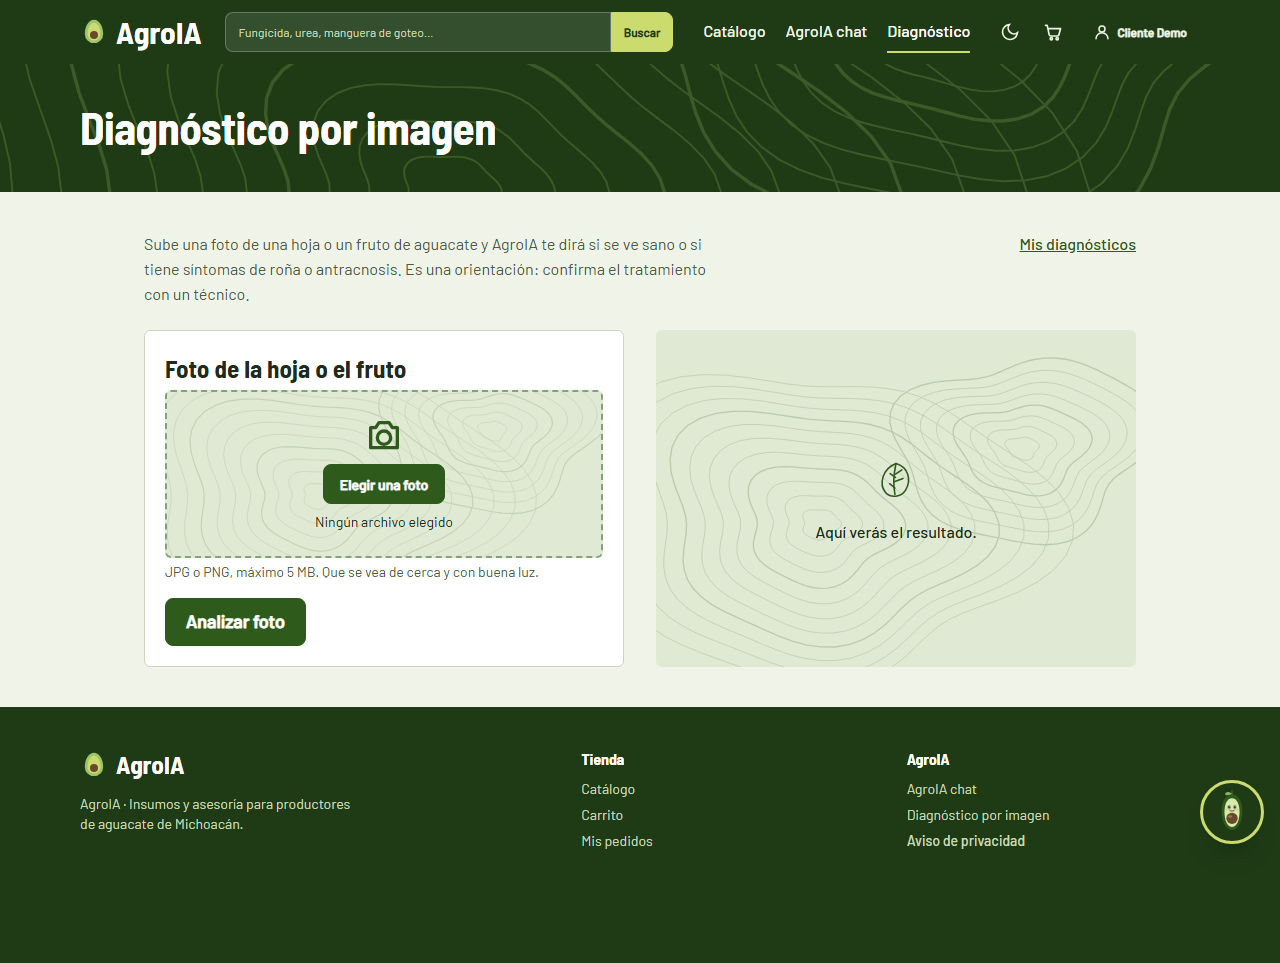 AgroIA
Fungicida, urea, manguera de goteo...
Buscar
Catálogo
AgroIA chat
Diagnóstico
Cliente Demo
Diagnóstico por imagen
Sube una foto de una hoja o un fruto de aguacate y AgroIA te dirá si se ve sano o si
tiene síntomas de roña o antracnosis. Es una orientación: confirma el tratamiento
con un técnico.
Mis diagnósticos
Foto de la hoja o el fruto
Elegir una foto
Ningún archivo elegido
JPG o PNG, máximo 5 MB. Que se vea de cerca y con buena luz.
Analizar foto
Aquí verás el resultado.
AgroIA
AgroIA · Insumos y asesoría para productores
de aguacate de Michoacán.
Tienda
Catálogo
Carrito
Mis pedidos
AgroIA
AgroIA chat
Diagnóstico por imagen
Aviso de privacidad